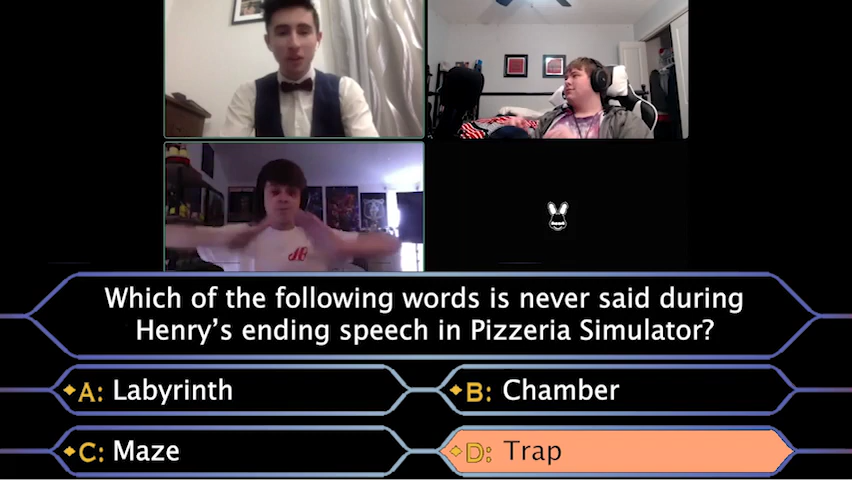 Which of the following words is never said during
Henry's ending speech in Pizzeria Simulator?
A: Labyrinth
B: Chamber
C: Maze
D: Trap